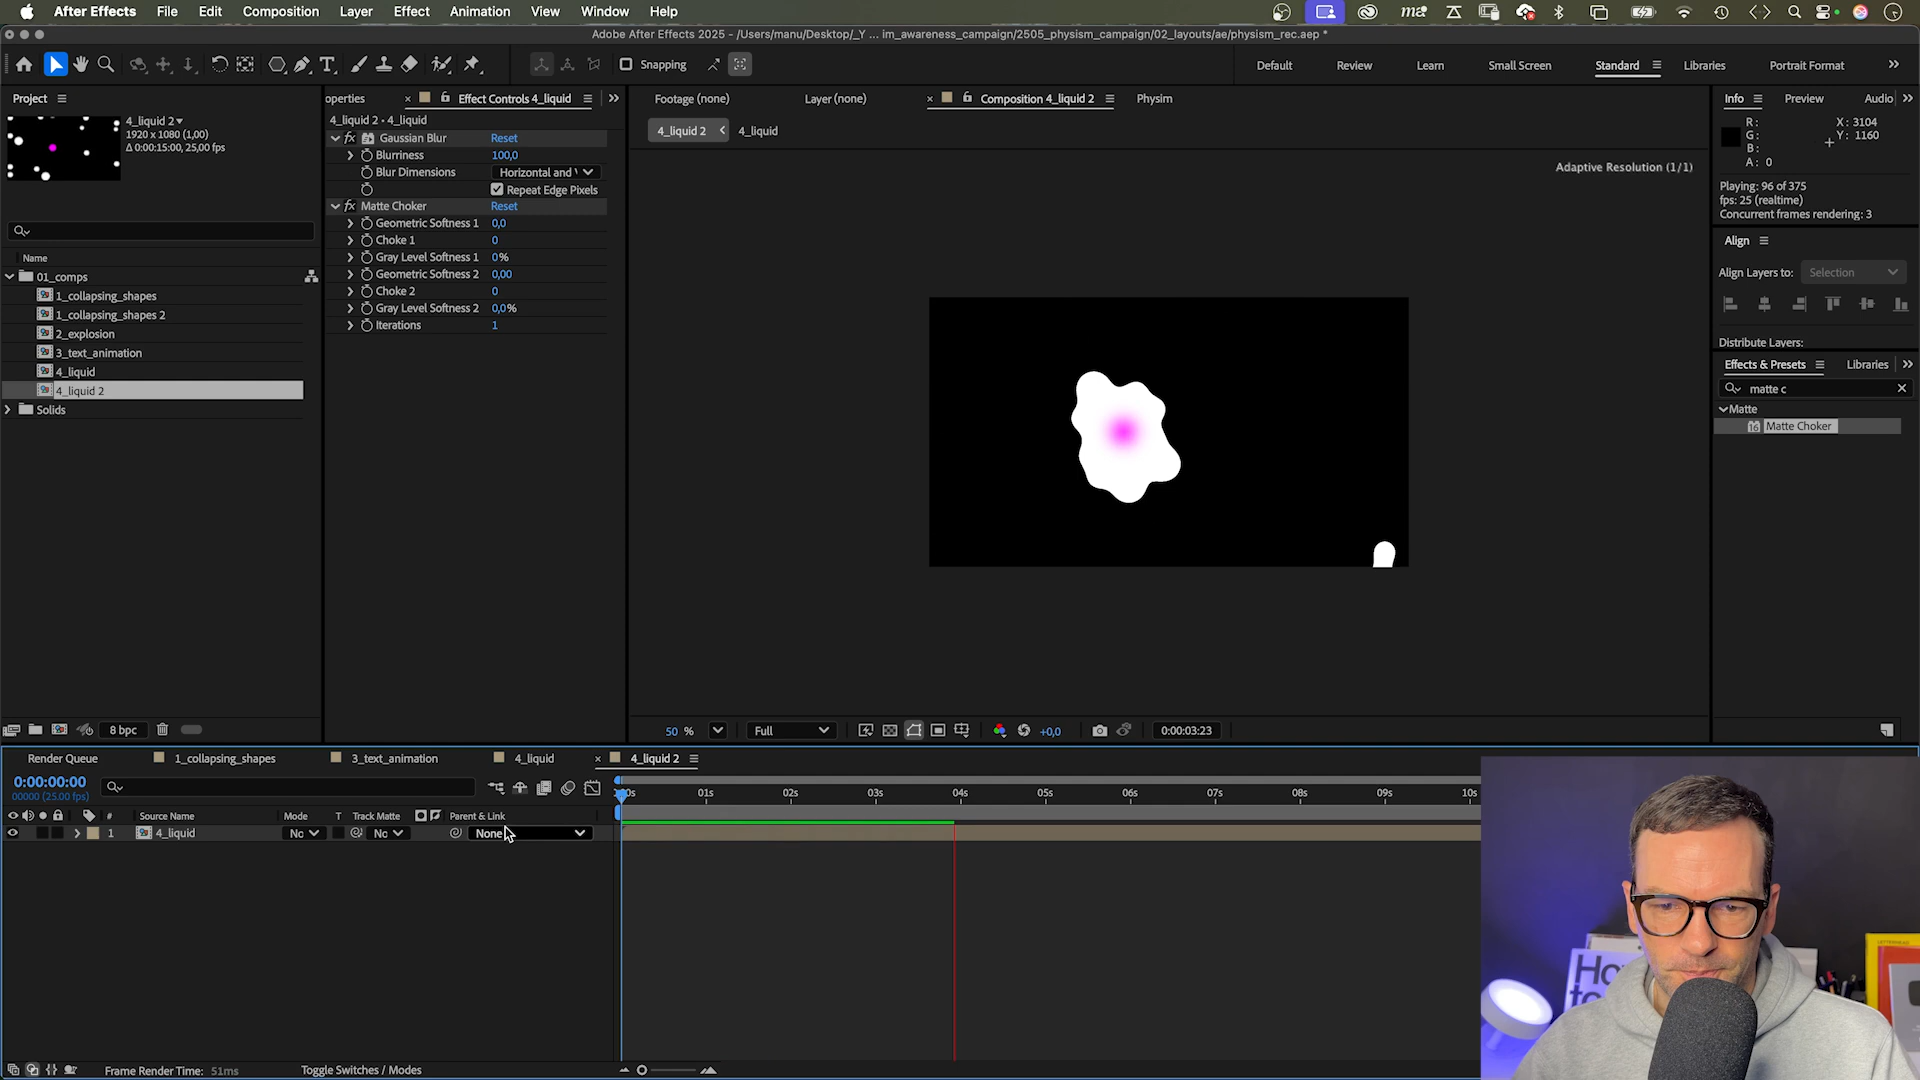 After Effects File Edit Composition Layer Effect Animation View Window Help
Adobe After Effects 2025 - /Users/manu/Desktop/_Y ... im_awareness_campaign/2505_physism_campaign/02_layouts/ae/physism_rec.aep *
Snapping
Default Review Learn Small Screen Standard Libraries Portrait Format
Project
4_liquid 2
1920 x 1080 (1,00)
Δ 0:00:15:00, 25,00 fps
Name
01_comps
1_collapsing_shapes
1_collapsing_shapes 2
2_explosion
3_text_animation
4_liquid
4_liquid 2
Solids
8 bpc
operties Effect Controls 4_liquid
4_liquid 2 • 4_liquid
fx Gaussian Blur Reset
Blurriness 100,0
Blur Dimensions Horizontal and
Repeat Edge Pixels
fx Matte Choker Reset
Geometric Softness 1 0,0
Choke 1 0
Gray Level Softness 1 0%
Geometric Softness 2 0,00
Choke 2 0
Gray Level Softness 2 0,0%
Iterations 1
Footage (none) Layer (none) Composition 4_liquid 2 Physim
4_liquid 2 4_liquid
Adaptive Resolution (1/1)
50 % Full +0,0 0:00:03:23
Info Preview Audio
R: X: 3104
G: Y: 1160
B:
A: 0
Playing: 96 of 375
fps: 25 (realtime)
Concurrent frames rendering: 3
Align
Align Layers to: Selection
Distribute Layers:
Effects & Presets Libraries
matte c
Matte
Matte Choker
Render Queue 1_collapsing_shapes 3_text_animation 4_liquid 4_liquid 2
0:00:00:00
00000 (25.00 fps)
01s 02s 03s 04s 05s 06s 07s 08s 09s 10s
# Source Name Mode T Track Matte Parent & Link
1 4_liquid No No None
Frame Render Time: 51ms Toggle Switches / Modes